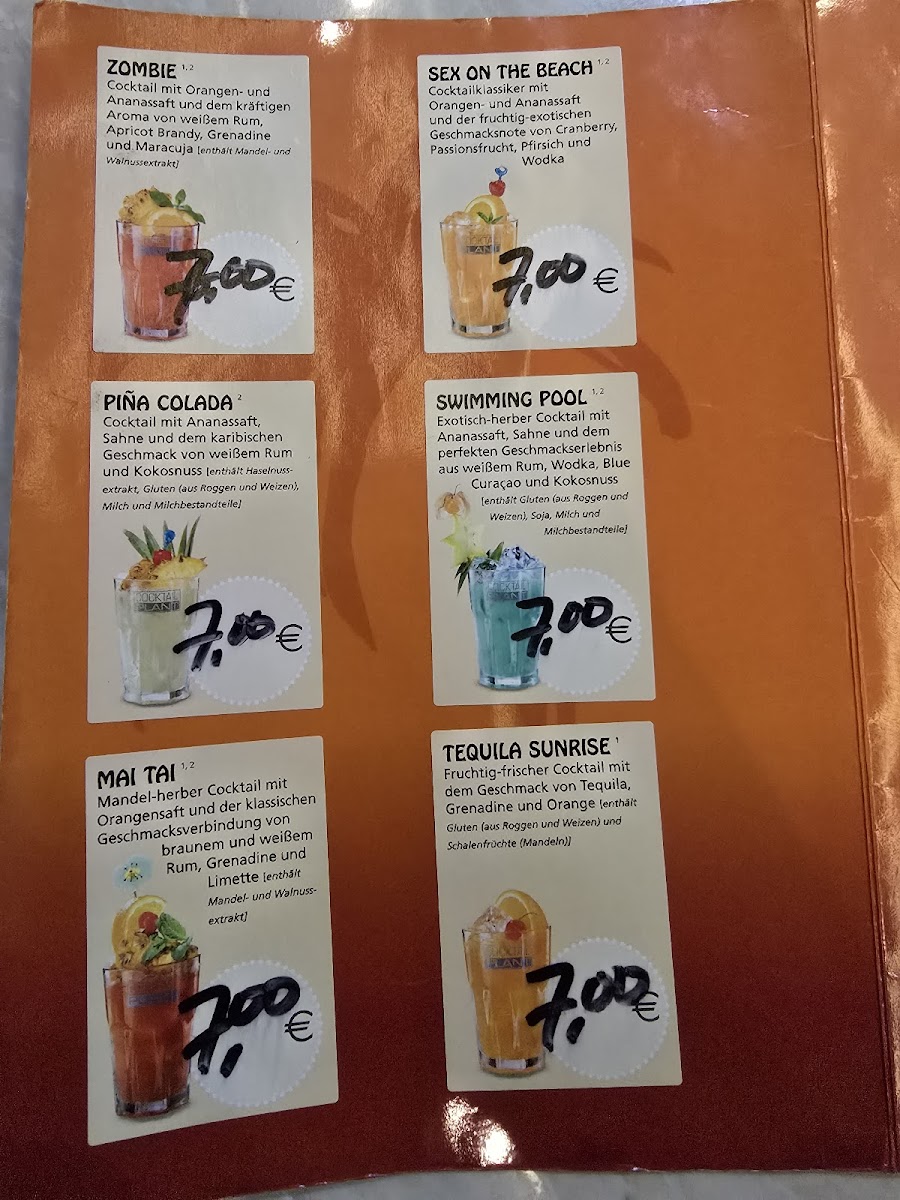 ZOMBIE 1, 2
Cocktail mit Orangen- und
Ananassaft und dem kräftigen
Aroma von weißem Rum,
Apricot Brandy, Grenadine
und Maracuja [enthält Mandel- und
Walnussextrakt]
7,00 €
SEX ON THE BEACH 1, 2
Cocktailklassiker mit
Orangen- und Ananassaft
und der fruchtig-exotischen
Geschmacksnote von Cranberry,
Passionsfrucht, Pfirsich und
Wodka
7,00 €
PIÑA COLADA 2
Cocktail mit Ananassaft,
Sahne und dem karibischen
Geschmack von weißem Rum
und Kokosnuss [enthält Haselnuss-
extrakt, Gluten (aus Roggen und Weizen),
Milch und Milchbestandteile]
COCKTAIL
PLANT
7,00 €
SWIMMING POOL 1, 2
Exotisch-herber Cocktail mit
Ananassaft, Sahne und dem
perfekten Geschmackserlebnis
aus weißem Rum, Wodka, Blue
Curaçao und Kokosnuss
[enthält Gluten (aus Roggen und
Weizen), Soja, Milch und
Milchbestandteile]
COCKTAIL
PLANT
7,00 €
MAI TAI 1, 2
Mandel-herber Cocktail mit
Orangensaft und der klassischen
Geschmacksverbindung von
braunem und weißem
Rum, Grenadine und
Limette [enthält
Mandel- und Walnuss-
extrakt]
7,00 €
TEQUILA SUNRISE 1
Fruchtig-frischer Cocktail mit
dem Geschmack von Tequila,
Grenadine und Orange [enthält
Gluten (aus Roggen und Weizen) und
Schalenfrüchte (Mandeln)]
PLANT
7,00 €